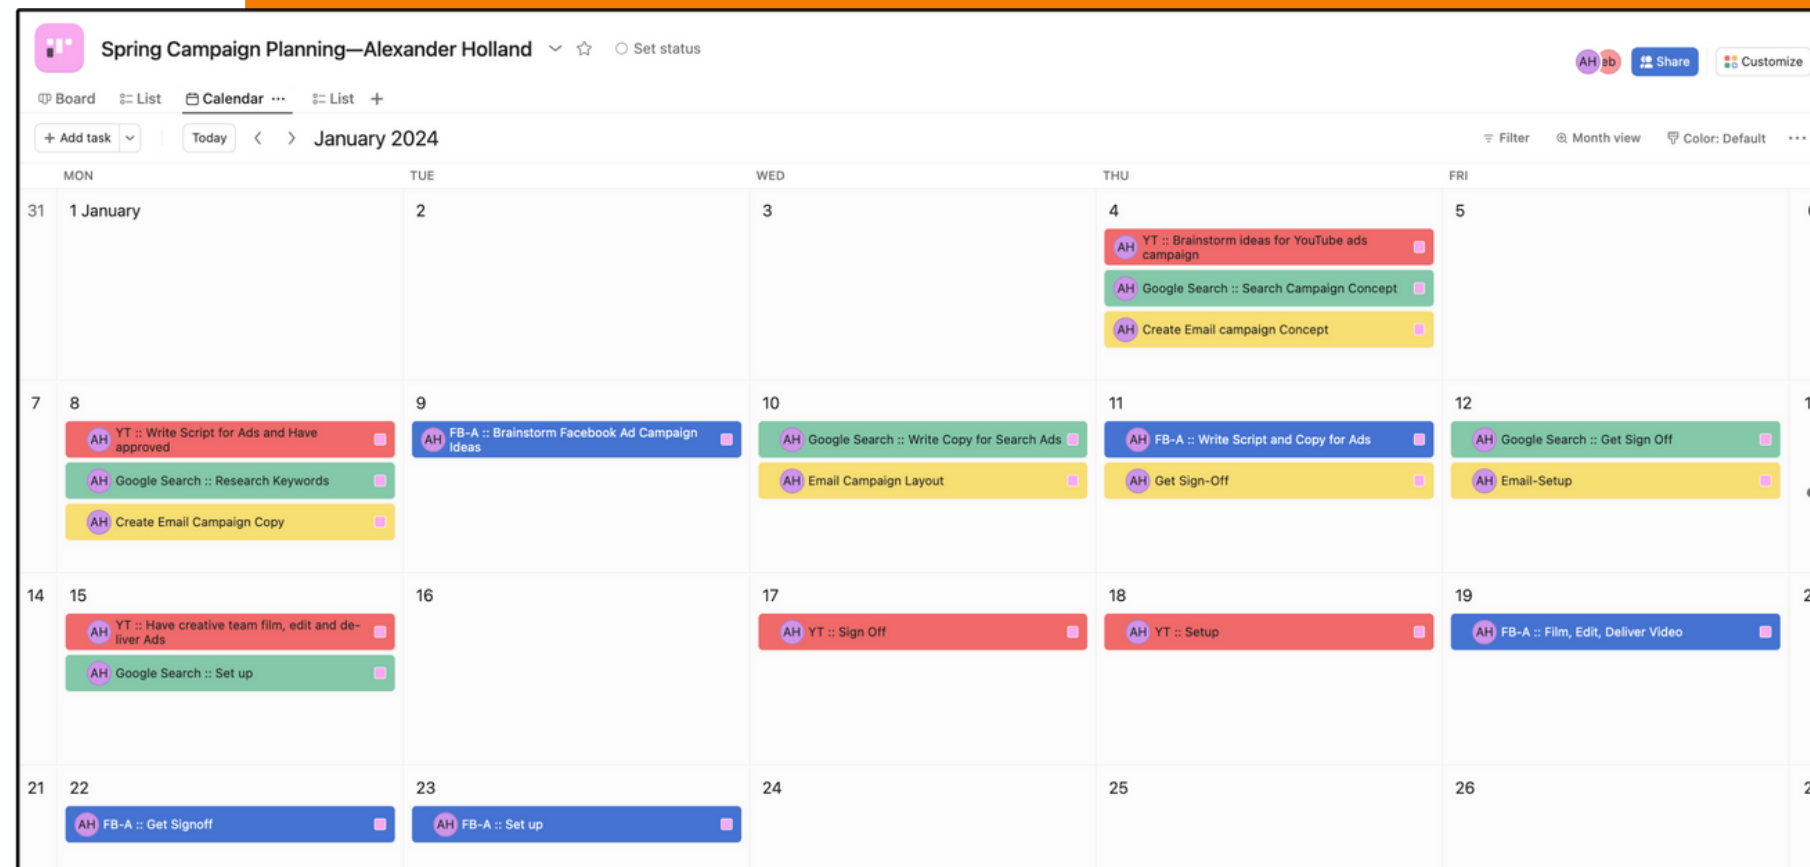 Spring Campaign Planning—Alexander Holland
Set status
AH eb Share Customize
Board List Calendar ... List +
+ Add task Today < > January 2024
Filter Month view Color: Default ...
MON TUE WED THU FRI
31 1 January 2 3 4 5
AH YT :: Brainstorm ideas for YouTube ads
campaign
AH Google Search :: Search Campaign Concept
AH Create Email campaign Concept
7 8 9 10 11 12
AH YT :: Write Script for Ads and Have
approved
AH Google Search :: Research Keywords
AH Create Email Campaign Copy
AH FB-A :: Brainstorm Facebook Ad Campaign
Ideas
AH Google Search :: Write Copy for Search Ads
AH Email Campaign Layout
AH FB-A :: Write Script and Copy for Ads
AH Get Sign-Off
AH Google Search :: Get Sign Off
AH Email-Setup
14 15 16 17 18 19
AH YT :: Have creative team film, edit and de-
liver Ads
AH Google Search :: Set up
AH YT :: Sign Off
AH YT :: Setup
AH FB-A :: Film, Edit, Deliver Video
21 22 23 24 25 26
AH FB-A :: Get Signoff
AH FB-A :: Set up